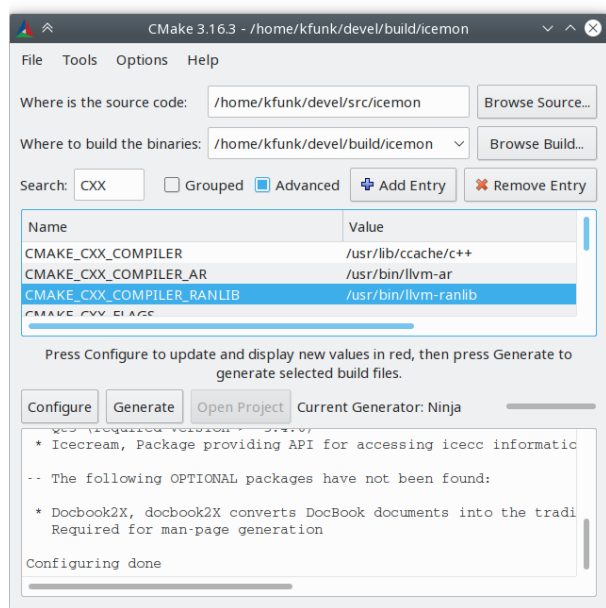 CMake 3.16.3 - /home/kfunk/devel/build/icemon
File Tools Options Help
Where is the source code: /home/kfunk/devel/src/icemon Browse Source...
Where to build the binaries: /home/kfunk/devel/build/icemon Browse Build...
Search: CXX Grouped Advanced Add Entry Remove Entry
Name Value
CMAKE_CXX_COMPILER /usr/lib/ccache/c++
CMAKE_CXX_COMPILER_AR /usr/bin/llvm-ar
CMAKE_CXX_COMPILER_RANLIB /usr/bin/llvm-ranlib
CMAKE_CXX_FLAGS
Press Configure to update and display new values in red, then press Generate to
generate selected build files.
Configure Generate Open Project Current Generator: Ninja
(required version >=
* Icecream, Package providing API for accessing icecc informatic
-- The following OPTIONAL packages have not been found:
* Docbook2X, docbook2X converts DocBook documents into the tradi
Required for man-page generation
Configuring done